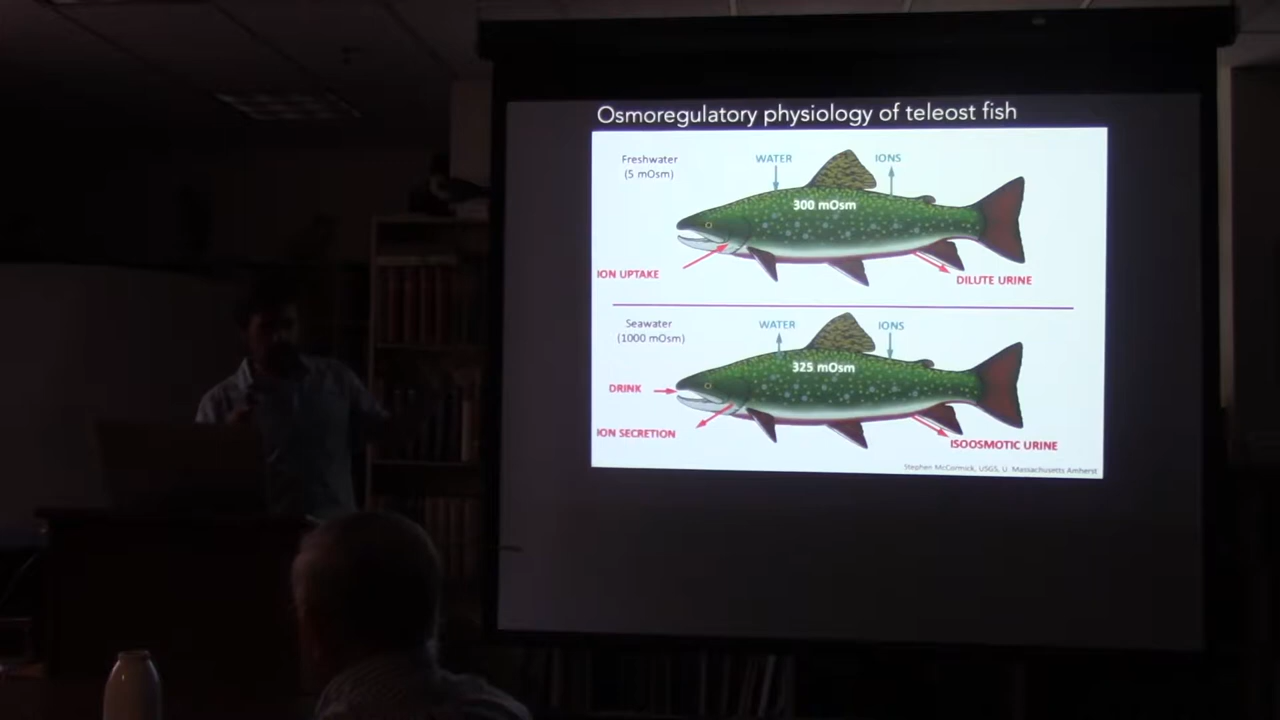 Osmoregulatory physiology of teleost fish
Freshwater
(5 mOsm)
WATER
IONS
300 mOsm
ION UPTAKE
DILUTE URINE
Seawater
(1000 mOsm)
WATER
IONS
325 mOsm
DRINK
ION SECRETION
ISOOSMOTIC URINE
Stephen McCormick, USGS, U. Massachusetts Amherst